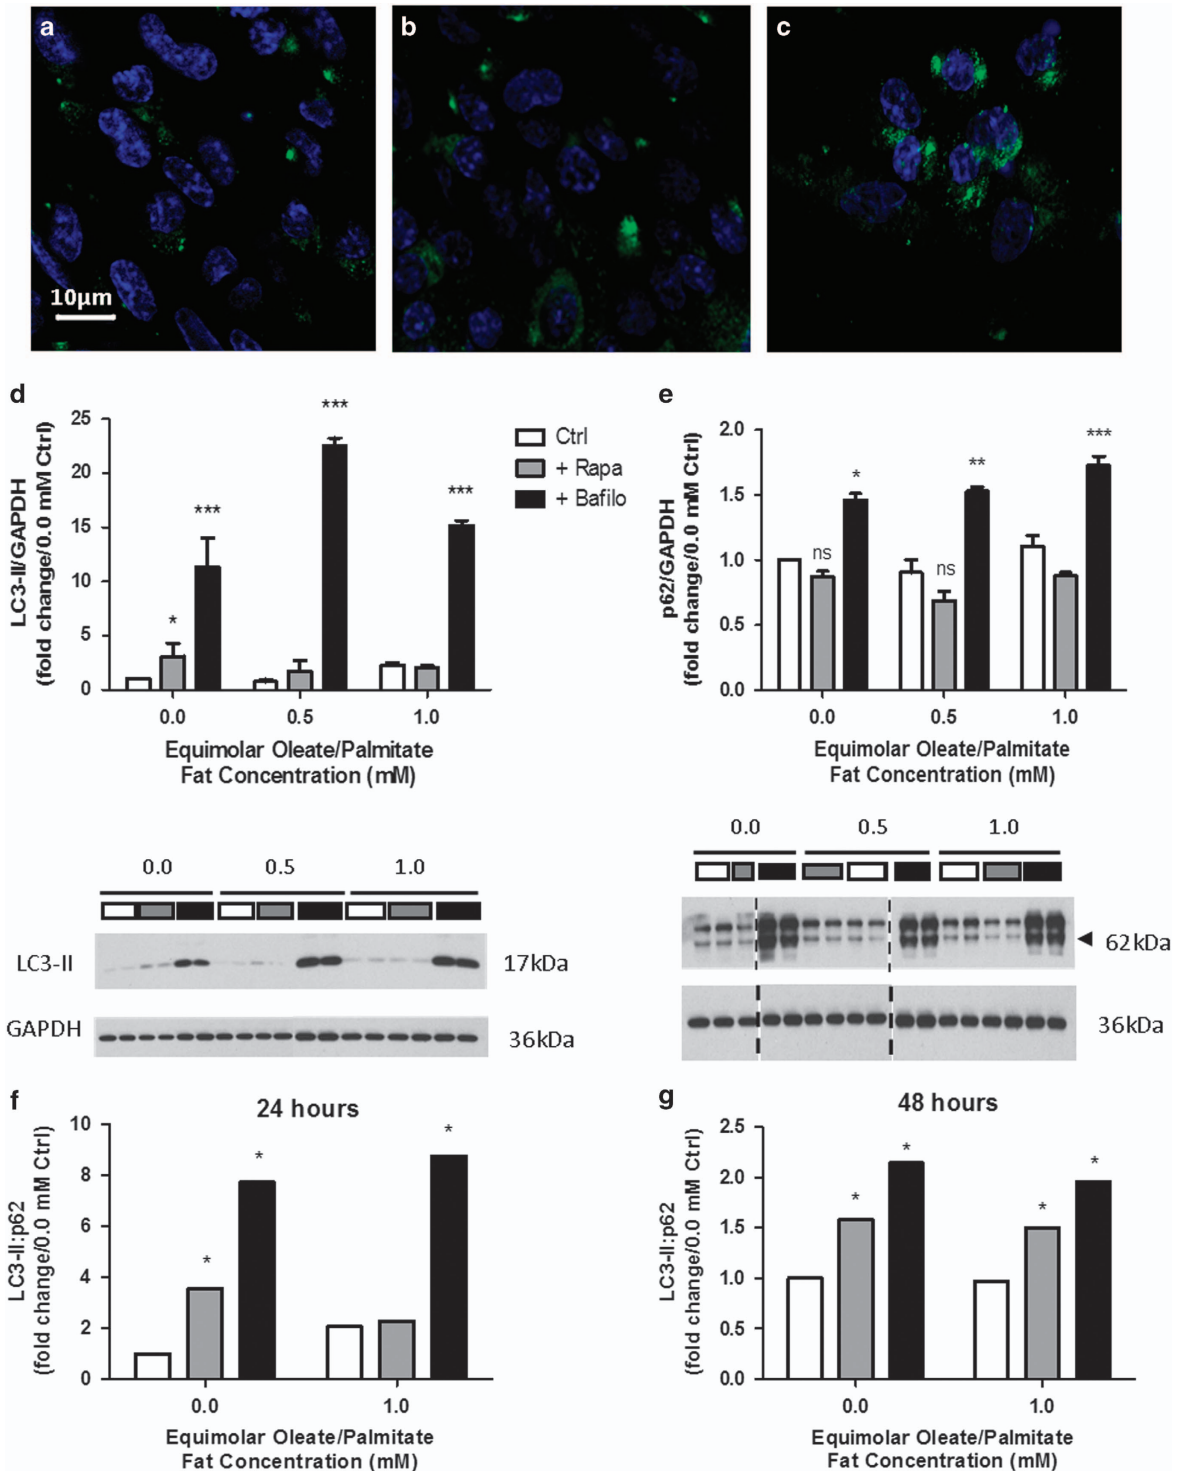 a
b
c
10µm
d
LC3-II/GAPDH
(fold change/0.0 mM Ctrl)
25
20
15
10
5
0
*
***
***
***
0.0
0.5
1.0
Equimolar Oleate/Palmitate
Fat Concentration (mM)
Ctrl
+ Rapa
+ Bafilo
e
p62/GAPDH
(fold change/0.0 mM Ctrl)
2.0
1.5
1.0
0.5
0.0
ns
*
ns
**
***
0.0
0.5
1.0
Equimolar Oleate/Palmitate
Fat Concentration (mM)
0.0
0.5
1.0
LC3-II
17kDa
GAPDH
36kDa
0.0
0.5
1.0
62kDa
36kDa
f
24 hours
LC3-II:p62
(fold change/0.0 mM Ctrl)
10
8
6
4
2
0
*
*
*
0.0
1.0
Equimolar Oleate/Palmitate
Fat Concentration (mM)
g
48 hours
LC3-II:p62
(fold change/0.0 mM Ctrl)
2.5
2.0
1.5
1.0
0.5
0.0
*
*
*
*
0.0
1.0
Equimolar Oleate/Palmitate
Fat Concentration (mM)